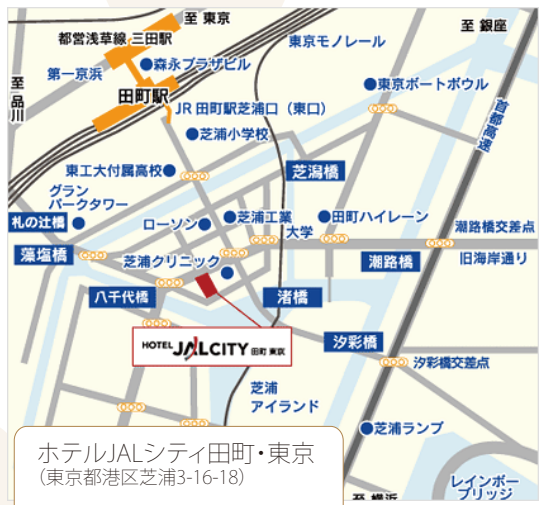 至 東京
都営浅草線 三田駅
至 銀座
東京モノレール
森永プラザビル
第一京浜
至 品川
田町駅
東京ポートボウル
JR 田町駅芝浦口（東口）
首都高速
芝浦小学校
東工大付属高校
芝潟橋
グラン
パークタワー
札の辻橋
ローソン
芝浦工業
大学
田町ハイレーン
潮路橋交差点
藻塩橋
芝浦クリニック
潮路橋
旧海岸通り
八千代橋
渚橋
HOTEL JALCITY 田町 東京
汐彩橋
汐彩橋交差点
芝浦
アイランド
芝浦ランプ
ホテルJALシティ田町・東京
（東京都港区芝浦3-16-18）
レインボー
ブリッジ
至 横浜